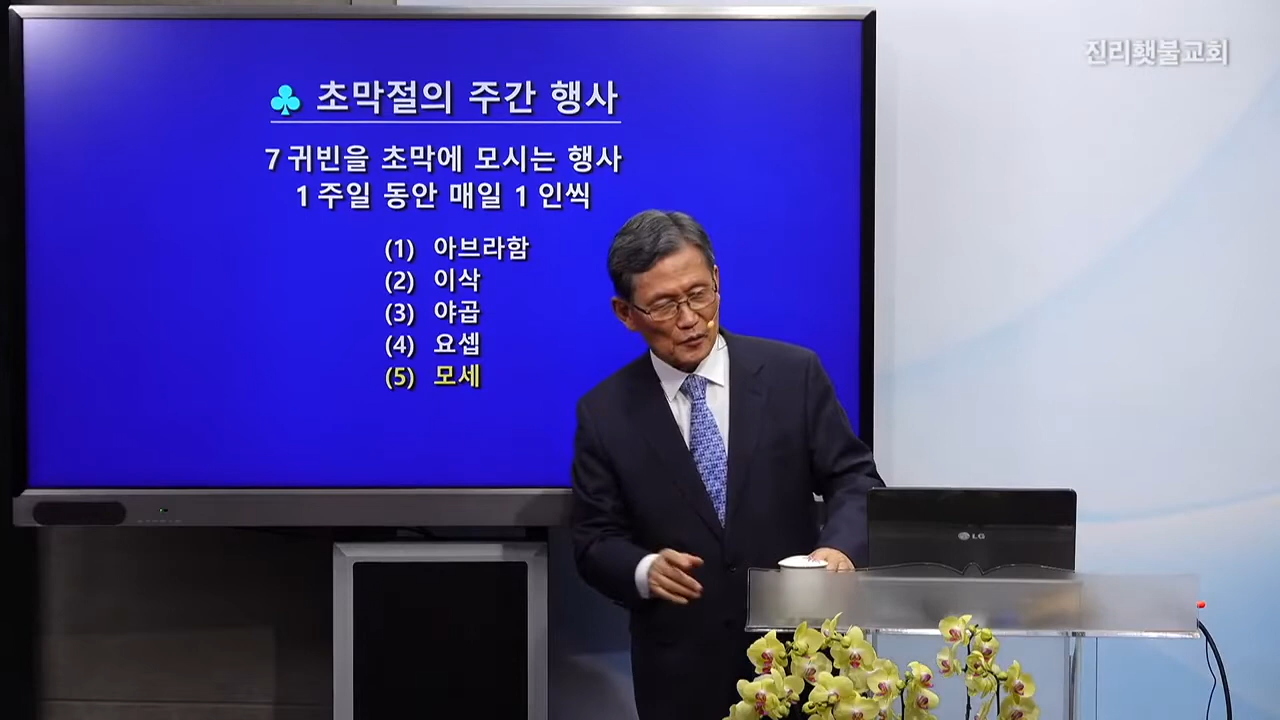 진리횃불교회
♣ 초막절의 주간 행사
7 귀빈을 초막에 모시는 행사
1 주일 동안 매일 1 인씩
(1) 아브라함
(2) 이삭
(3) 야곱
(4) 요셉
(5) 모세
LG